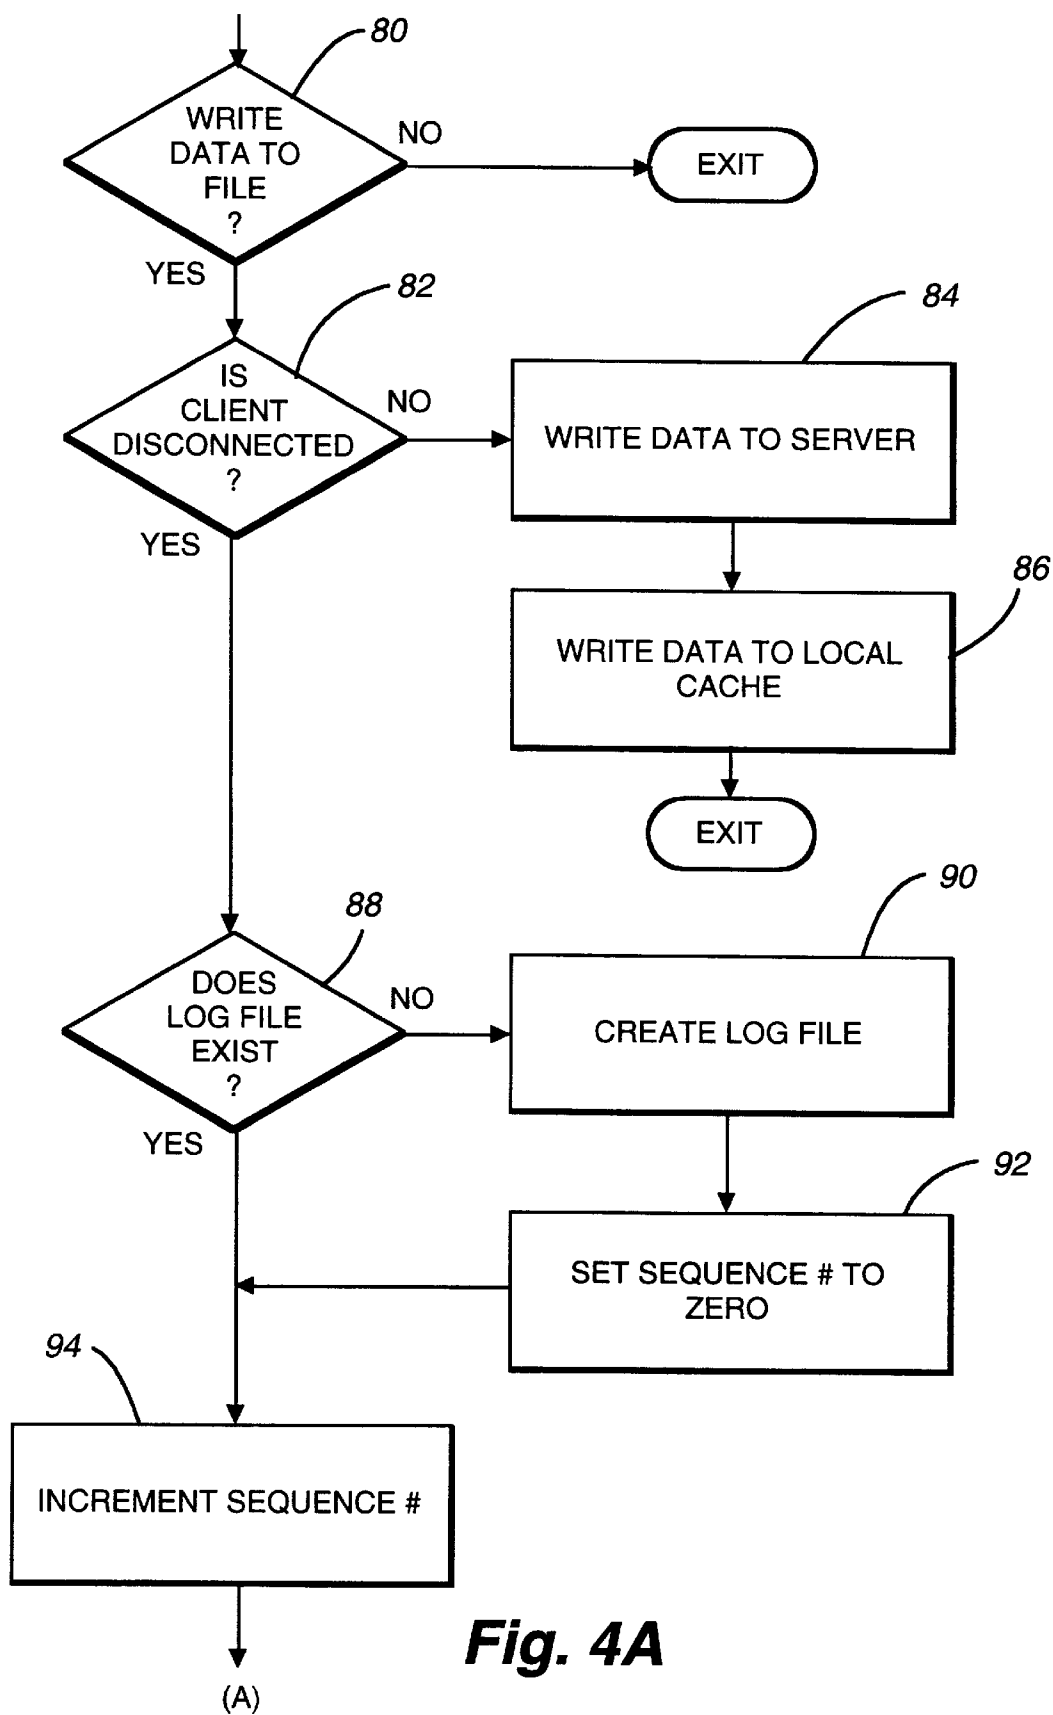 80
WRITE
DATA TO
FILE
?
NO
EXIT
YES
82
IS
CLIENT
DISCONNECTED
?
NO
84
WRITE DATA TO SERVER
YES
86
WRITE DATA TO LOCAL
CACHE
EXIT
88
DOES
LOG FILE
EXIST
?
NO
90
CREATE LOG FILE
YES
92
SET SEQUENCE # TO
ZERO
94
INCREMENT SEQUENCE #
(A)
Fig. 4A